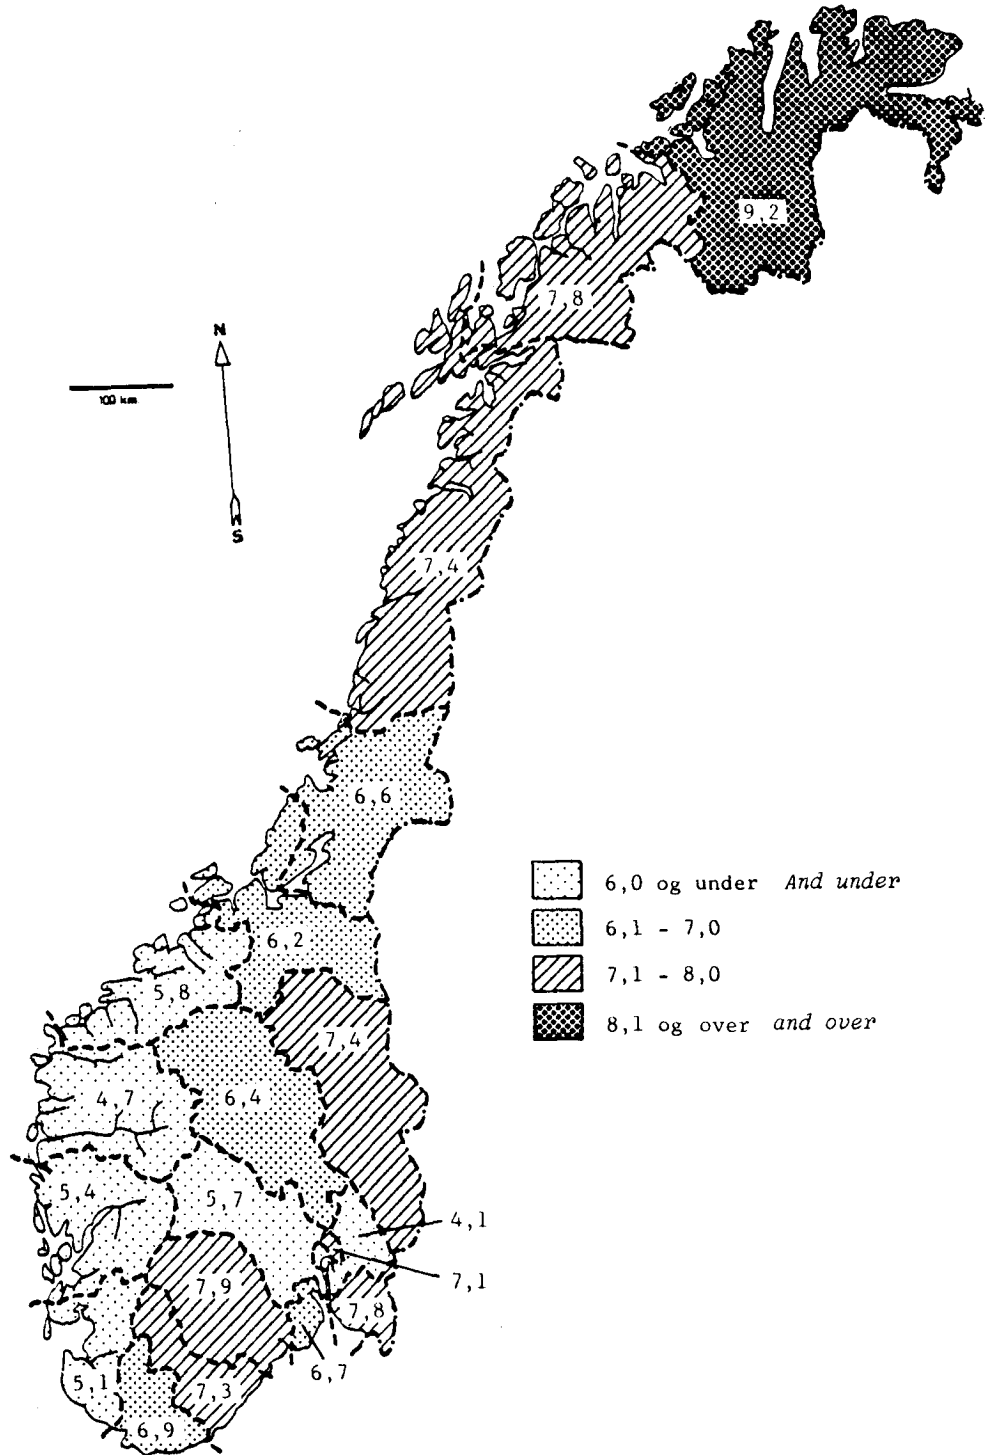 9,2
7,8
N
100 km
S
7,4
6,6
6,0 og under And under
6,1 - 7,0
6,2
7,1 - 8,0
5,8
8,1 og over and over
7,4
4,7
6,4
5,4
5,7
4,1
7,1
7,9
7,8
6,7
5,1
7,3
6,9